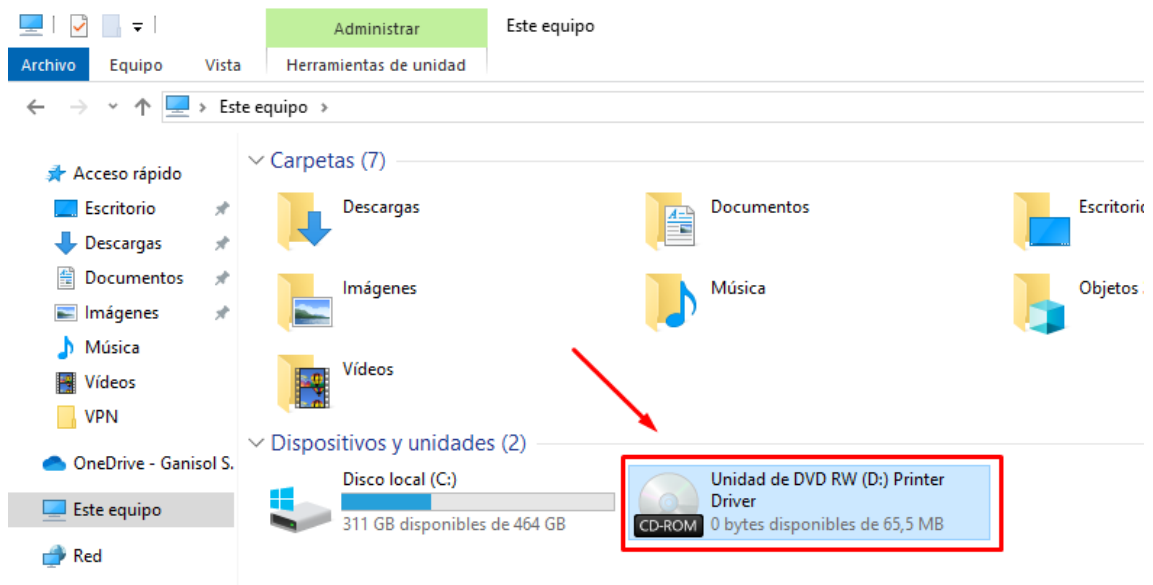 Administrar
Este equipo
Archivo
Equipo
Vista
Herramientas de unidad
Este equipo
Acceso rápido
Escritorio
Descargas
Documentos
Imágenes
Música
Vídeos
VPN
OneDrive - Ganisol S.
Este equipo
Red
Carpetas (7)
Descargas
Documentos
Escritorio
Imágenes
Música
Objetos
Vídeos
Dispositivos y unidades (2)
Disco local (C:)
311 GB disponibles de 464 GB
Unidad de DVD RW (D:) Printer
Driver
CD-ROM
0 bytes disponibles de 65,5 MB